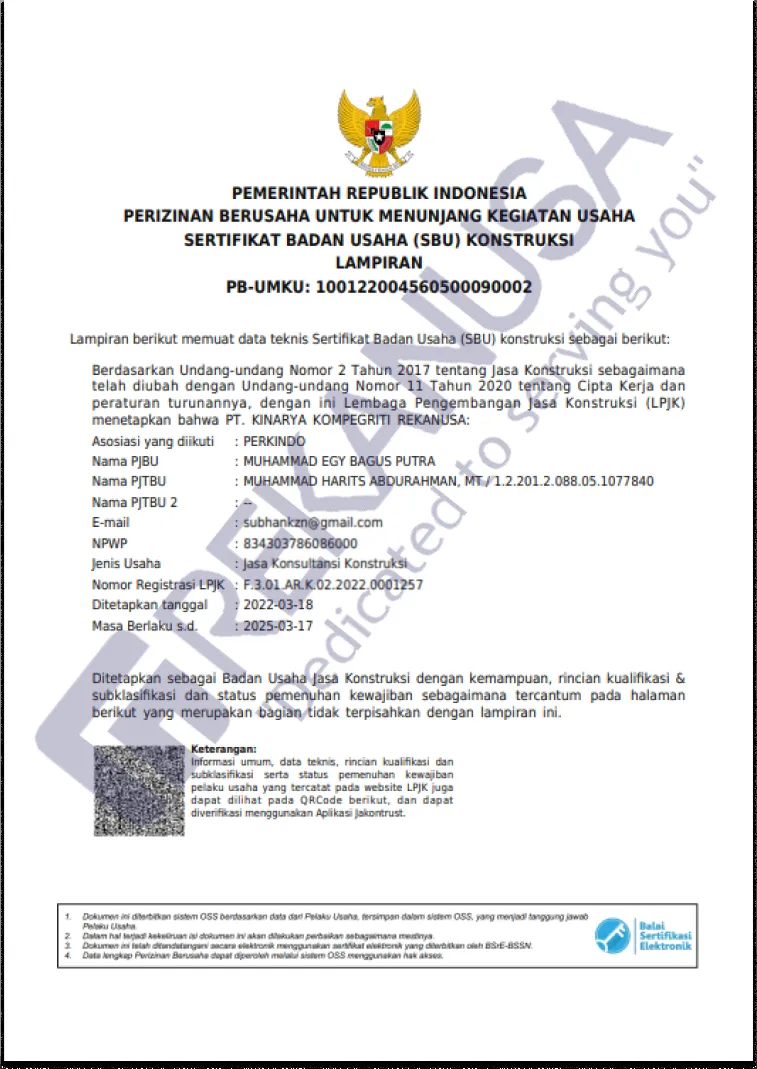 PEMERINTAH REPUBLIK INDONESIA
PERIZINAN BERUSAHA UNTUK MENUNJANG KEGIATAN USAHA
SERTIFIKAT BADAN USAHA (SBU) KONSTRUKSI
LAMPIRAN
PB-UMKU: 100122004560500090002
Lampiran berikut memuat data teknis Sertifikat Badan Usaha (SBU) konstruksi sebagai berikut:
Berdasarkan Undang-undang Nomor 2 Tahun 2017 tentang Jasa Konstruksi sebagaimana
telah diubah dengan Undang-undang Nomor 11 Tahun 2020 tentang Cipta Kerja dan
peraturan turunannya, dengan ini Lembaga Pengembangan Jasa Konstruksi (LPJK)
menetapkan bahwa PT. KINARYA KOMPEGRITI REKANUSA:
Asosiasi yang diikuti : PERKINDO
Nama PJBU : MUHAMMAD EGY BAGUS PUTRA
Nama PJTBU : MUHAMMAD HARITS ABDURAHMAN, MT / 1.2.201.2.088.05.1077840
Nama PJTBU 2 : --
E-mail : subhankzn@gmail.com
NPWP : 834303786086000
Jenis Usaha : Jasa Konsultansi Konstruksi
Nomor Registrasi LPJK : F.3.01.AR.K.02.2022.0001257
Ditetapkan tanggal : 2022-03-18
Masa Berlaku s.d. : 2025-03-17
Ditetapkan sebagai Badan Usaha Jasa Konstruksi dengan kemampuan, rincian kualifikasi &
subklasifikasi dan status pemenuhan kewajiban sebagaimana tercantum pada halaman
berikut yang merupakan bagian tidak terpisahkan dengan lampiran ini.
Keterangan:
Informasi umum, data teknis, rincian kualifikasi dan
subklasifikasi serta status pemenuhan kewajiban
pelaku usaha yang tercatat pada website LPJK juga
dapat dilihat pada QRCode berikut, dan dapat
diverifikasi menggunakan Aplikasi Jakontrust.
1. Dokumen ini diterbitkan sistem OSS berdasarkan data dari Pelaku Usaha, tersimpan dalam sistem OSS, yang menjadi tanggung jawab
Pelaku Usaha.
2. Dalam hal terjadi kekeliruan isi dokumen ini akan dilakukan perbaikan sebagaimana mestinya.
3. Dokumen ini telah ditandatangani secara elektronik menggunakan sertifikat elektronik yang diterbitkan oleh BSrE-BSSN.
4. Data lengkap Perizinan Berusaha dapat diperoleh melalui sistem OSS menggunakan hak akses.
Balai
Sertifikasi
Elektronik
REKANUSA
"Dedicated to serving you"